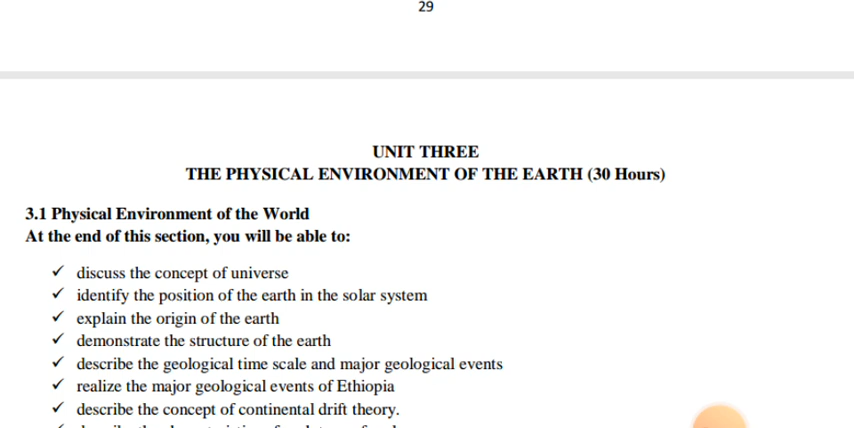 29
UNIT THREE
THE PHYSICAL ENVIRONMENT OF THE EARTH (30 Hours)
3.1 Physical Environment of the World
At the end of this section, you will be able to:
✓ discuss the concept of universe
✓ identify the position of the earth in the solar system
✓ explain the origin of the earth
✓ demonstrate the structure of the earth
✓ describe the geological time scale and major geological events
✓ realize the major geological events of Ethiopia
✓ describe the concept of continental drift theory.